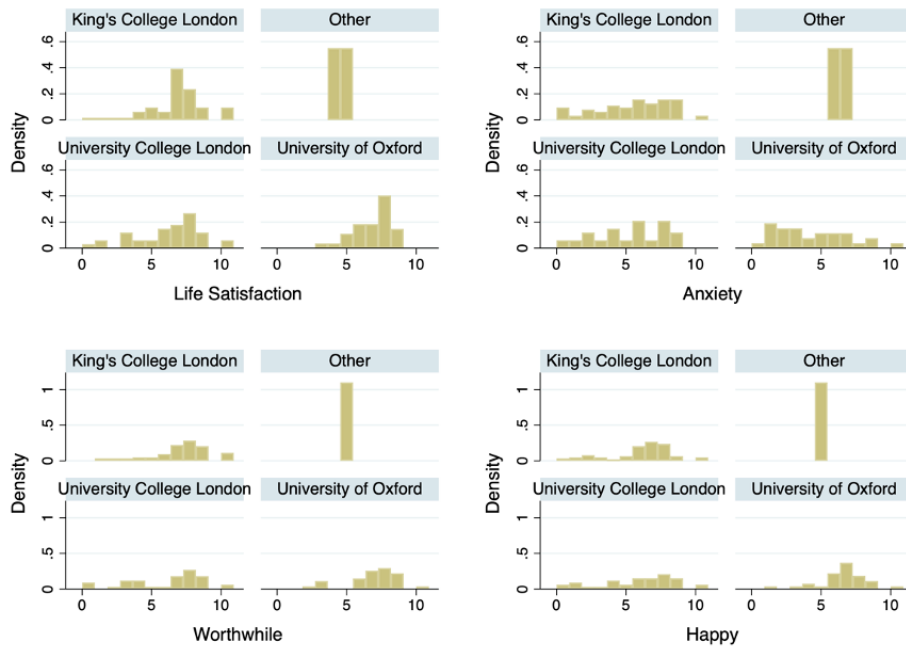 King's College London Other
Density
0 .2 .4 .6
University College London University of Oxford
Density
0 .2 .4 .6
0 5 10 0 5 10
Life Satisfaction
King's College London Other
Density
0 .2 .4 .6
University College London University of Oxford
0 .2 .4 .6
0 5 10 0 5 10
Anxiety
King's College London Other
Density
0 .5 1
University College London University of Oxford
0 .5 1
0 5 10 0 5 10
Worthwhile
King's College London Other
Density
0 .5 1
University College London University of Oxford
0 .5 1
0 5 10 0 5 10
Happy